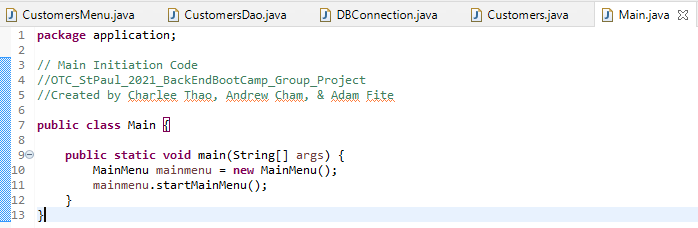 CustomersMenu.java CustomersDao.java DBConnection.java Customers.java Main.java
1 package application;
2
3 // Main Initiation Code
4 //OTC_StPaul_2021_BackEndBootCamp_Group_Project
5 //Created by Charlee Thao, Andrew Cham, & Adam Fite
6
7 public class Main {
8
9 public static void main(String[] args) {
10 MainMenu mainmenu = new MainMenu();
11 mainmenu.startMainMenu();
12 }
13 }